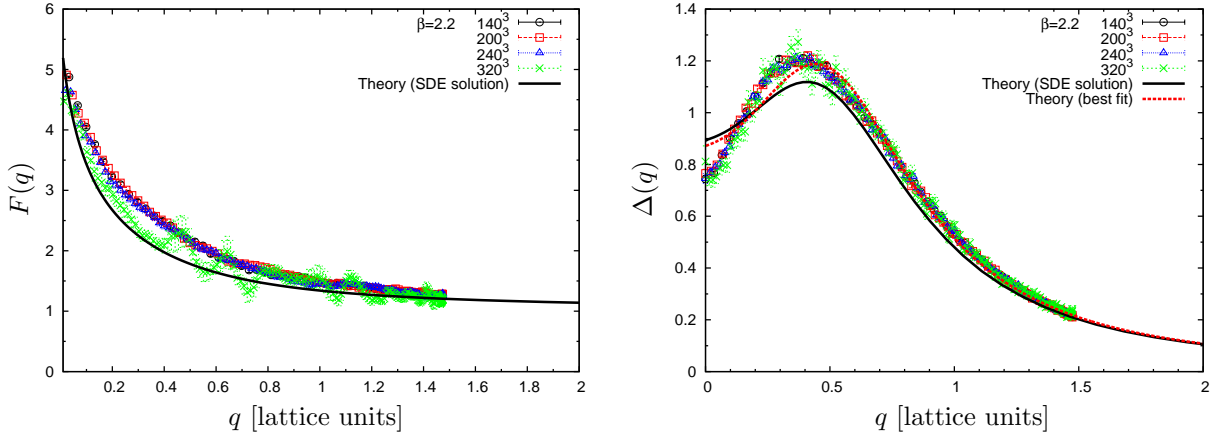 6
5
4
3
2
1
0
F(q)
β=2.2 140³
200³
240³
320³
Theory (SDE solution)
0.2 0.4 0.6 0.8 1 1.2 1.4 1.6 1.8 2
q [lattice units]
1.4
1.2
1.0
0.8
0.6
0.4
0.2
0
Δ(q)
β=2.2 140³
200³
240³
320³
Theory (SDE solution)
Theory (best fit)
0 0.5 1 1.5 2
q [lattice units]